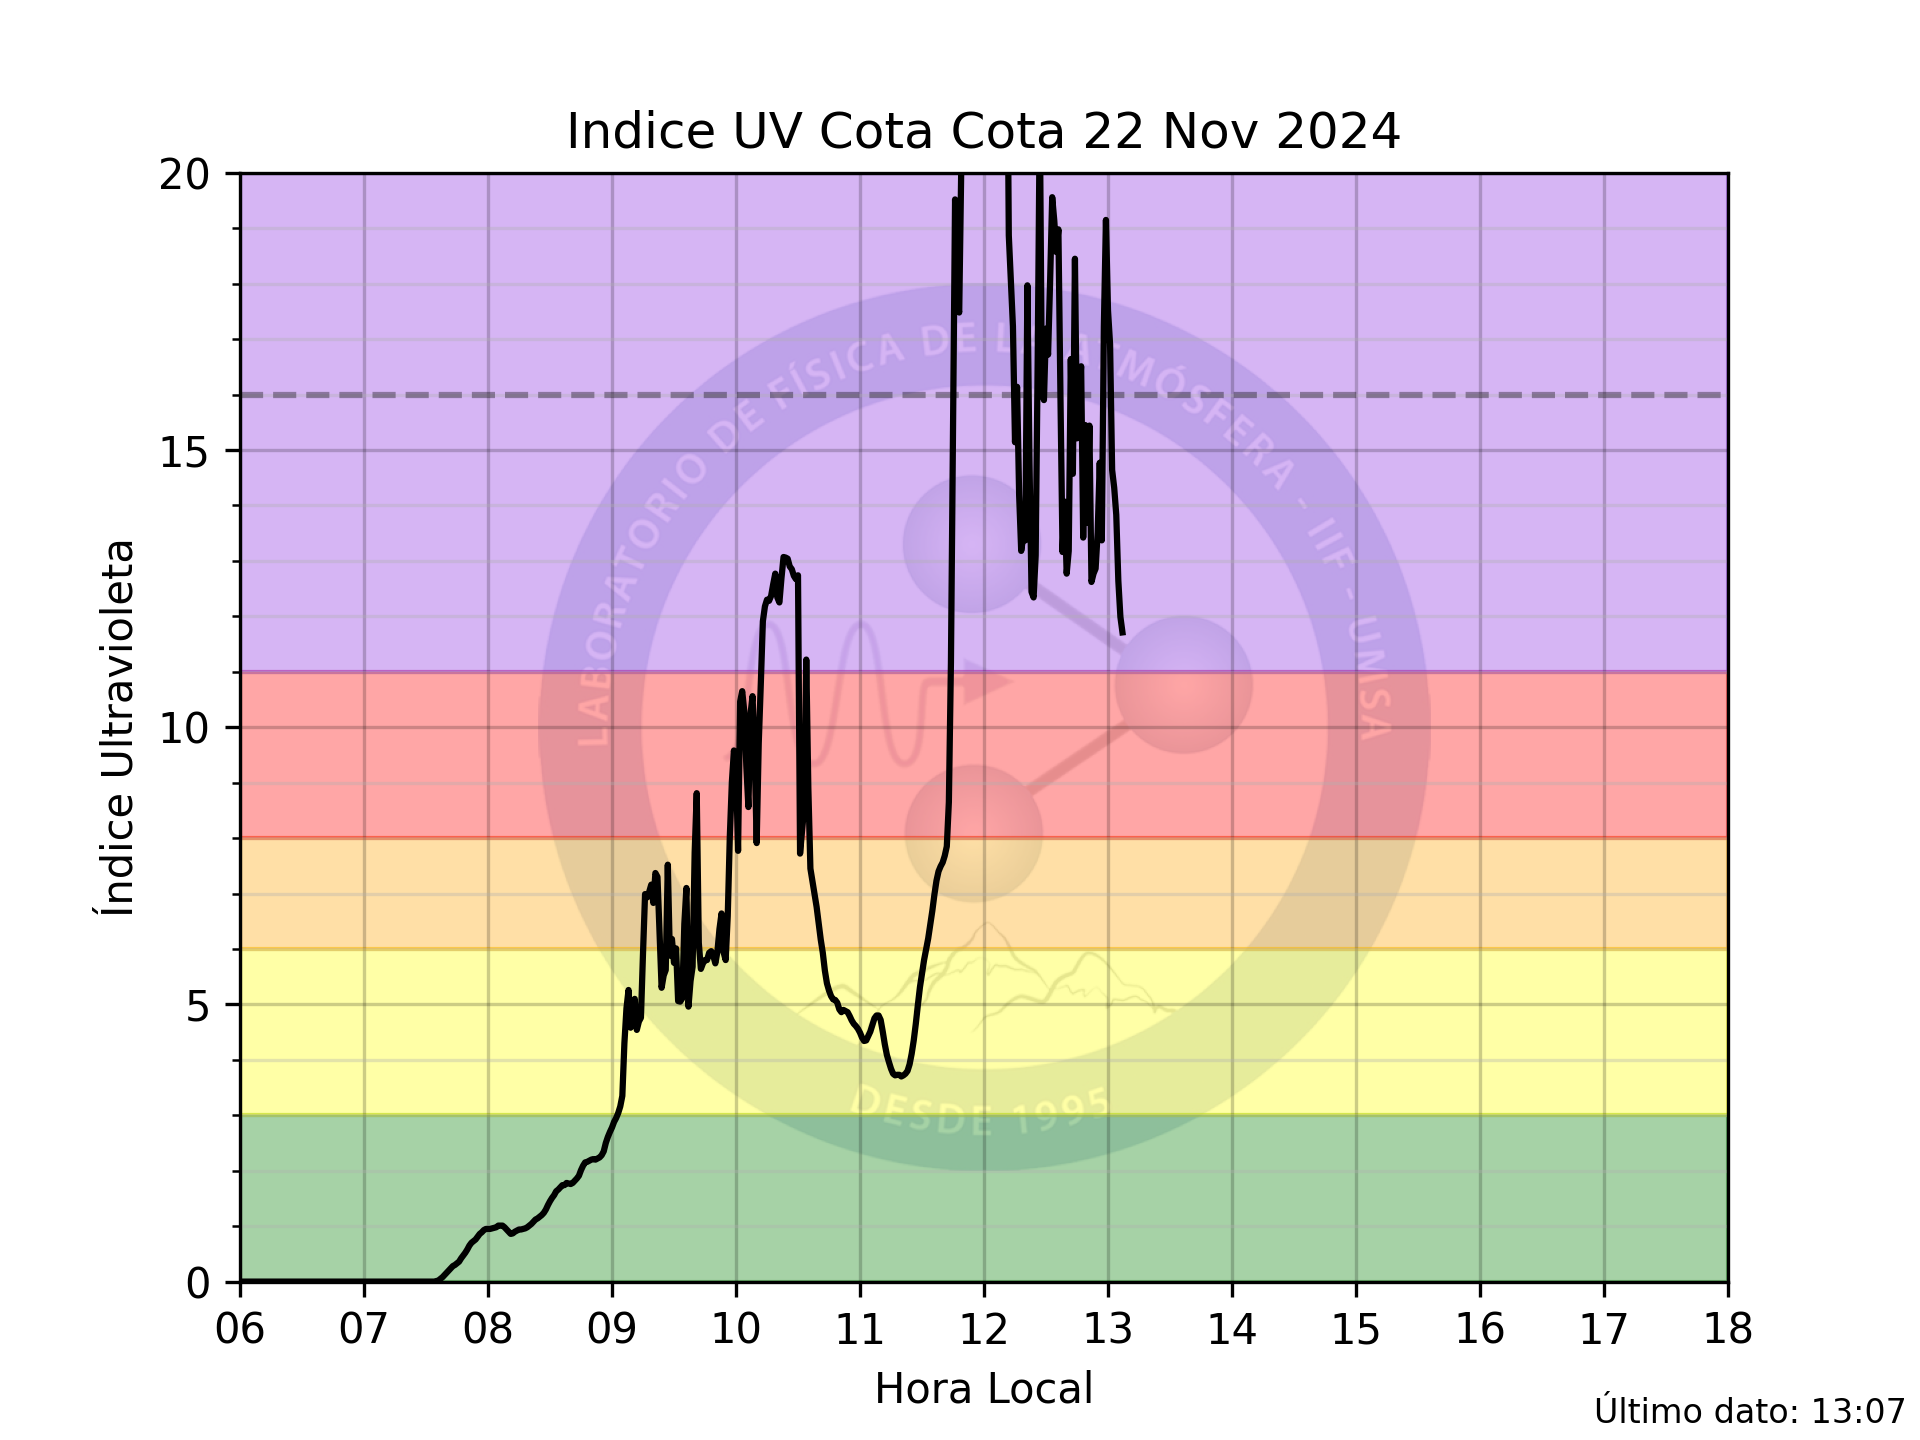 Indice UV Cota Cota 22 Nov 2024
20
15
10
5
0
Índice Ultravioleta
LABORATORIO DE FÍSICA DE LA ATMÓSFERA - IIF - UMSA
DESDE 1995
06 07 08 09 10 11 12 13 14 15 16 17 18
Hora Local
Último dato: 13:07